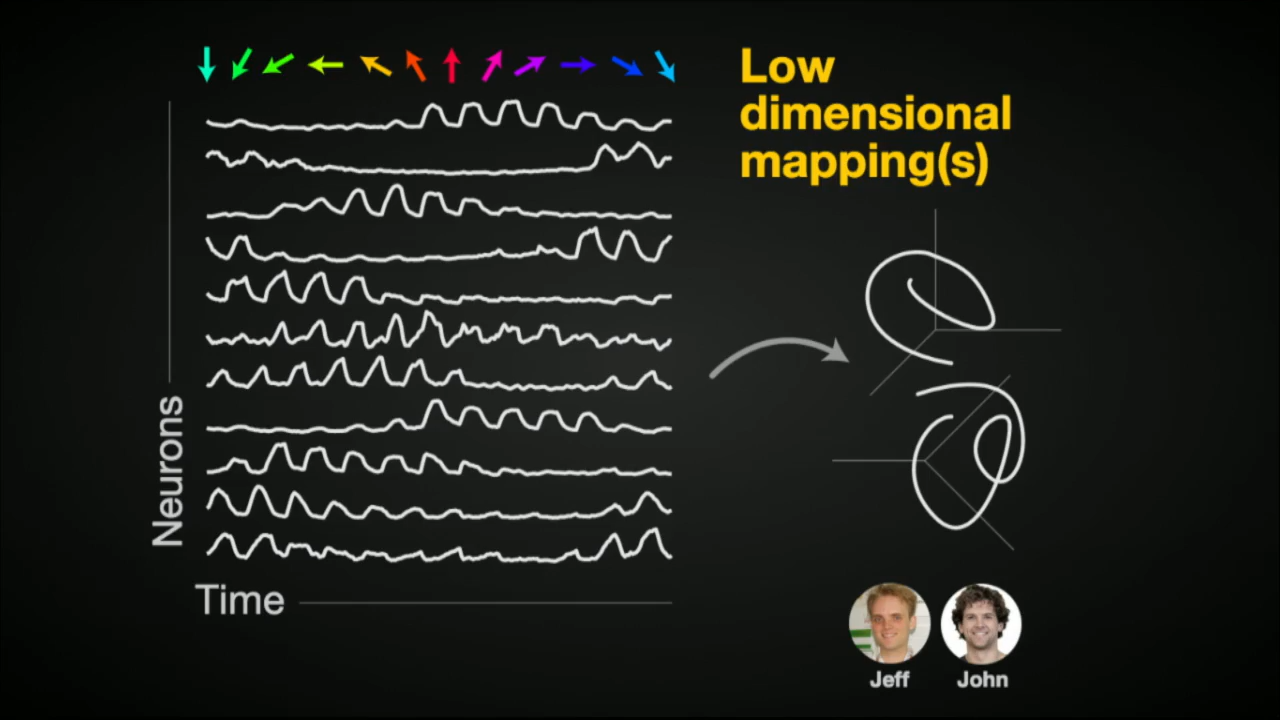 Low
dimensional
mapping(s)
Neurons
Time
Jeff
John